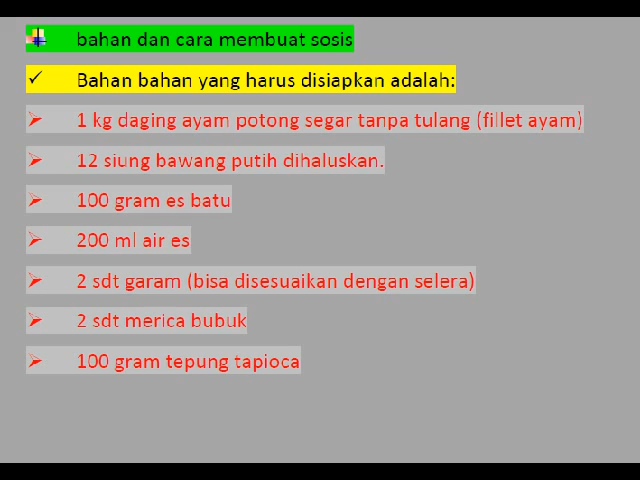 bahan dan cara membuat sosis
Bahan bahan yang harus disiapkan adalah:
1 kg daging ayam potong segar tanpa tulang (fillet ayam)
12 siung bawang putih dihaluskan.
100 gram es batu
200 ml air es
2 sdt garam (bisa disesuaikan dengan selera)
2 sdt merica bubuk
100 gram tepung tapioca